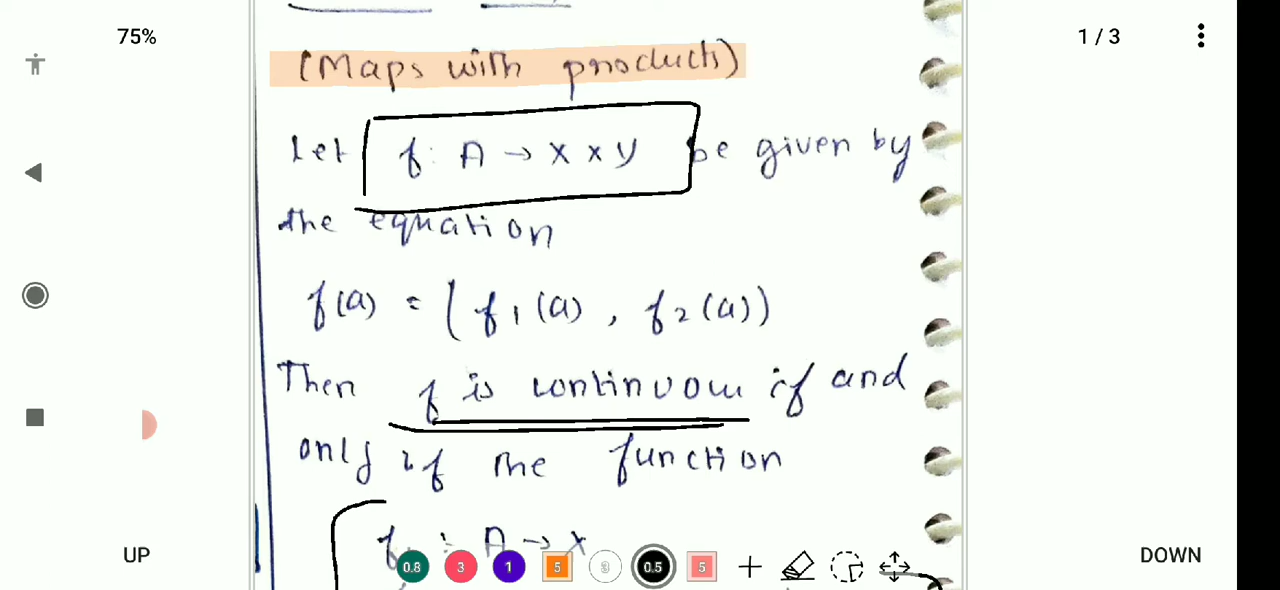 75%
1 / 3
(Maps with products)
Let f : A → X × Y be given by
the equation
f(a) = (f1(a), f2(a))
Then f is continuous if and
only if the function
f : A → X
UP
DOWN
0.8 3 1 5 3 0.5 5